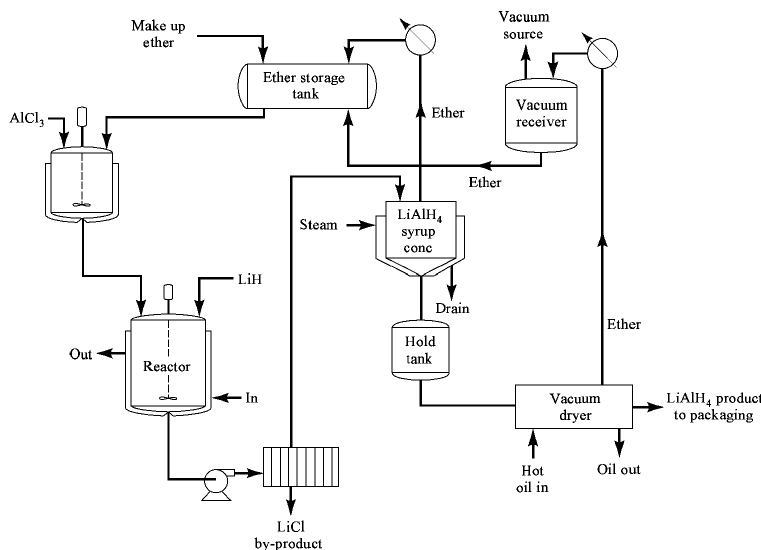 Make up
ether
Vacuum
source
Ether storage
tank
Vacuum
receiver
AlCl₃
Ether
Ether
LiAlH₄
syrup
conc
Steam
LiH
Drain
Hold
tank
Ether
Out
Reactor
In
Vacuum
dryer
LiAlH₄ product
to packaging
Hot
oil in
Oil out
LiCl
by-product